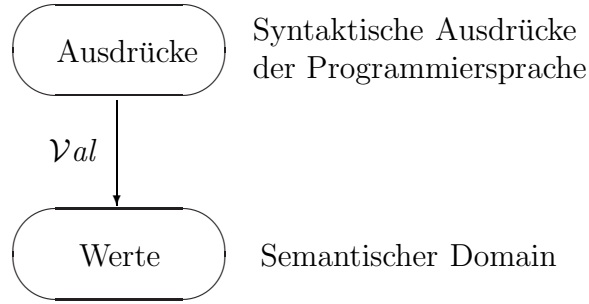 Ausdrücke
Syntaktische Ausdrücke
der Programmiersprache
𝒱al
Werte
Semantischer Domain